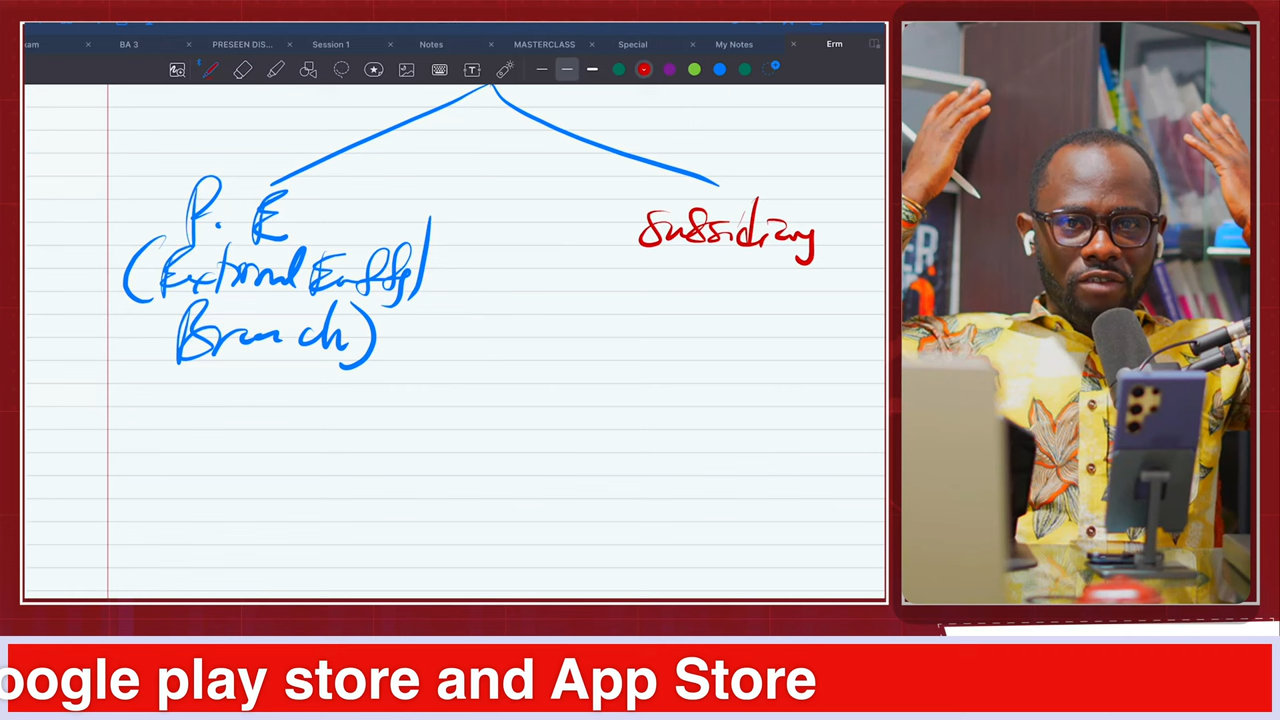 am
BA 3
PRESEEN DIS...
Session 1
Notes
MASTERCLASS
Special
My Notes
Erm
T
P. E
(External Entity)
Branch)
Subsidiary
ER
oogle play store and App Store